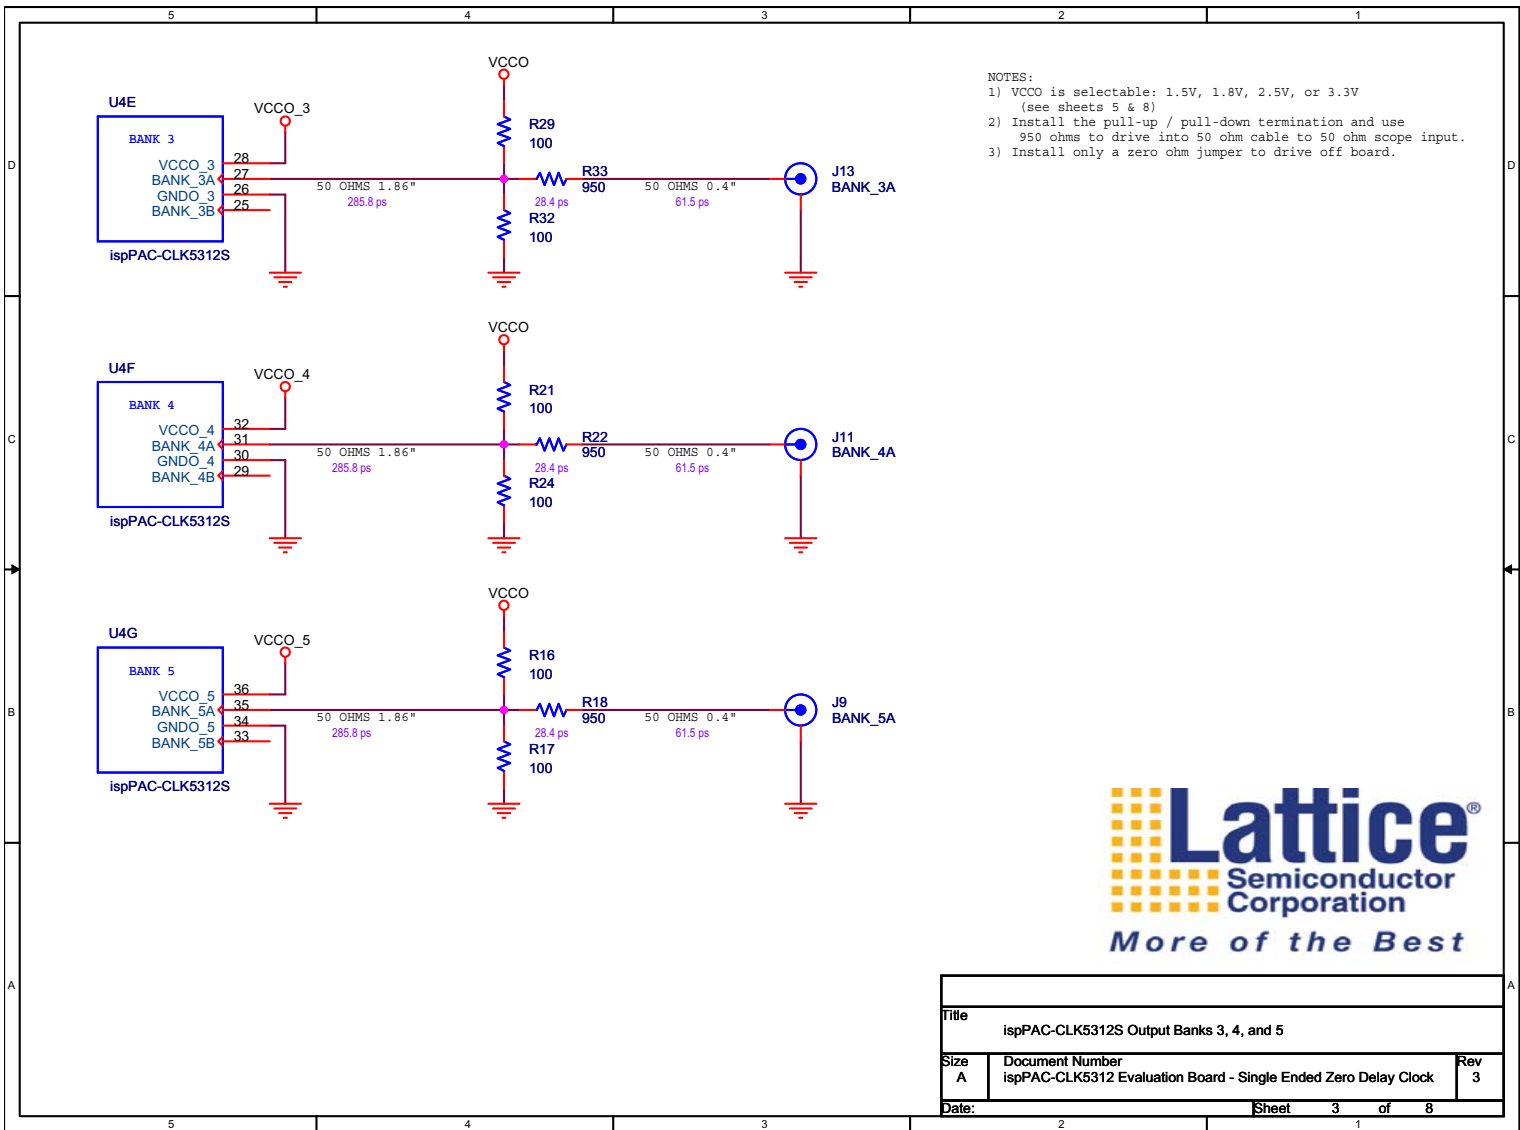 5 4 3 2 1
NOTES:
1) VCCO is selectable: 1.5V, 1.8V, 2.5V, or 3.3V
(see sheets 5 & 8)
2) Install the pull-up / pull-down termination and use
950 ohms to drive into 50 ohm cable to 50 ohm scope input.
3) Install only a zero ohm jumper to drive off board.
D
D
U4E
BANK 3
VCCO_3
BANK_3A
GNDO_3
BANK_3B
28
27
26
25
ispPAC-CLK5312S
VCCO_3
50 OHMS 1.86"
285.8 ps
VCCO
R29
100
R33
950
28.4 ps
R32
100
50 OHMS 0.4"
61.5 ps
J13
BANK_3A
C
C
U4F
BANK 4
VCCO_4
BANK_4A
GNDO_4
BANK_4B
32
31
30
29
ispPAC-CLK5312S
VCCO_4
50 OHMS 1.86"
285.8 ps
VCCO
R21
100
R22
950
28.4 ps
R24
100
50 OHMS 0.4"
61.5 ps
J11
BANK_4A
B
B
U4G
BANK 5
VCCO_5
BANK_5A
GNDO_5
BANK_5B
36
35
34
33
ispPAC-CLK5312S
VCCO_5
50 OHMS 1.86"
285.8 ps
VCCO
R16
100
R18
950
28.4 ps
R17
100
50 OHMS 0.4"
61.5 ps
J9
BANK_5A
Lattice®
Semiconductor
Corporation
More of the Best
A
A
Title
ispPAC-CLK5312S Output Banks 3, 4, and 5
Size Document Number Rev
A ispPAC-CLK5312 Evaluation Board - Single Ended Zero Delay Clock 3
Date: Sheet 3 of 8
5 4 3 2 1